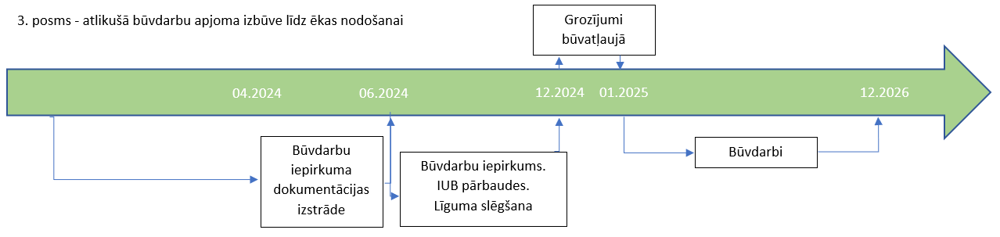 3. posms - atlikušā būvdarbu apjoma izbūve līdz ēkas nodošanai
Grozījumi
būvatļaujā
04.2024
06.2024
12.2024
01.2025
12.2026
Būvdarbu
iepirkuma
dokumentācijas
izstrāde
Būvdarbu iepirkums.
IUB pārbaudes.
Līguma slēgšana
Būvdarbi